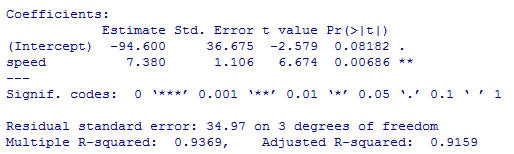 Coefficients:
            Estimate Std. Error t value Pr(>|t|)
(Intercept)  -94.600     36.675  -2.579  0.08182 .
speed          7.380      1.106   6.674  0.00686 **
---
Signif. codes:  0 ‘***’ 0.001 ‘**’ 0.01 ‘*’ 0.05 ‘.’ 0.1 ‘ ’ 1
Residual standard error: 34.97 on 3 degrees of freedom
Multiple R-squared:  0.9369,    Adjusted R-squared:  0.9159